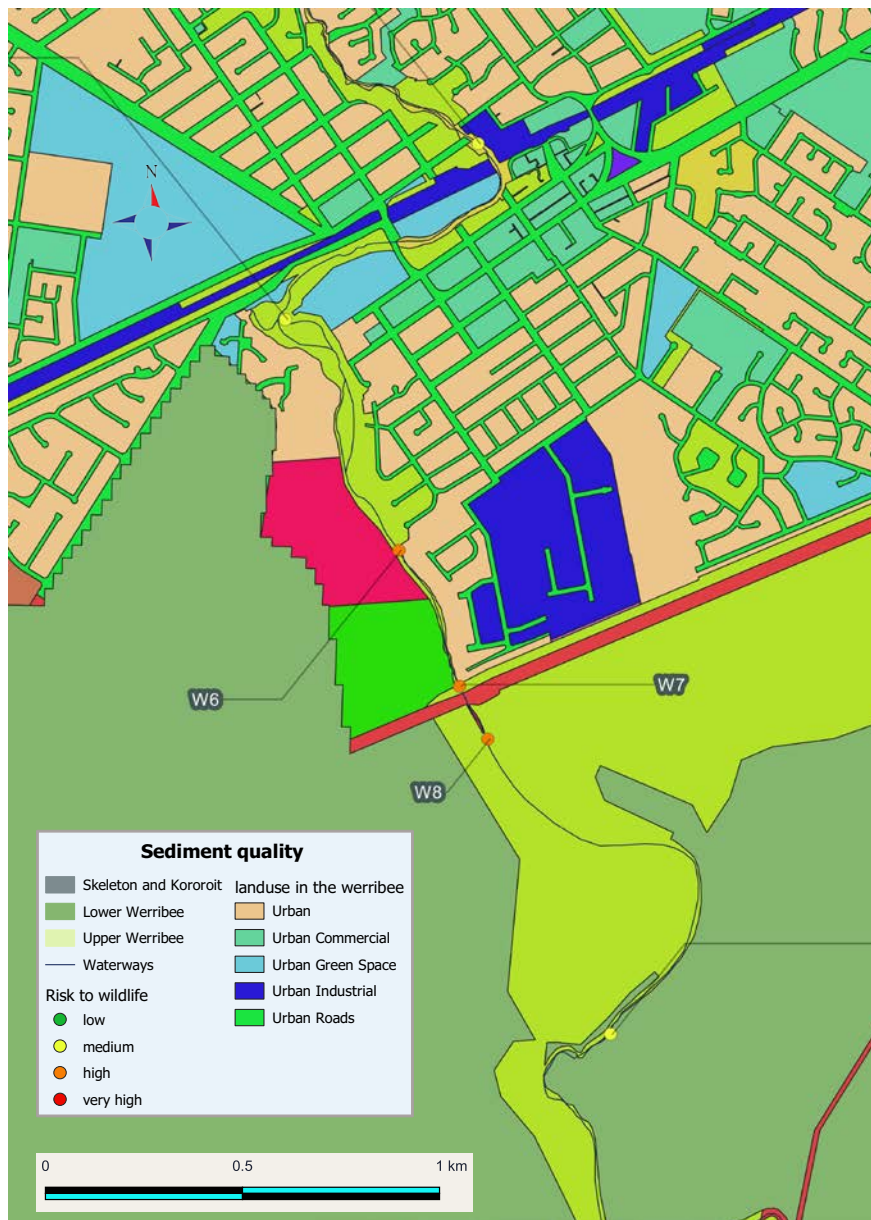 N
W6
W7
W8
Sediment quality
Skeleton and Kororoit
Lower Werribee
Upper Werribee
Waterways
Risk to wildlife
low
medium
high
very high
landuse in the werribee
Urban
Urban Commercial
Urban Green Space
Urban Industrial
Urban Roads
0 0.5 1 km